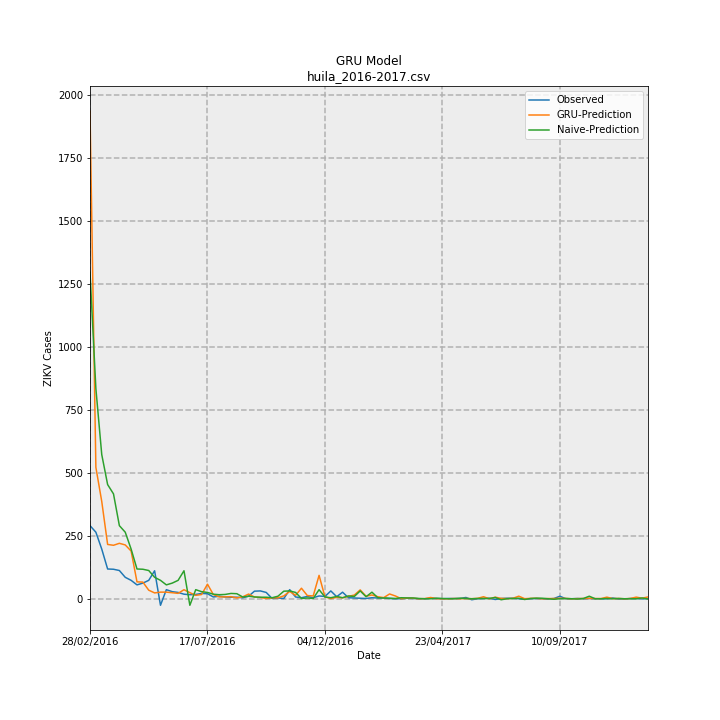 GRU Model
huila_2016-2017.csv
Observed
GRU-Prediction
Naive-Prediction
2000
1750
1500
1250
1000
750
500
250
0
ZIKV Cases
28/02/2016
17/07/2016
04/12/2016
23/04/2017
10/09/2017
Date